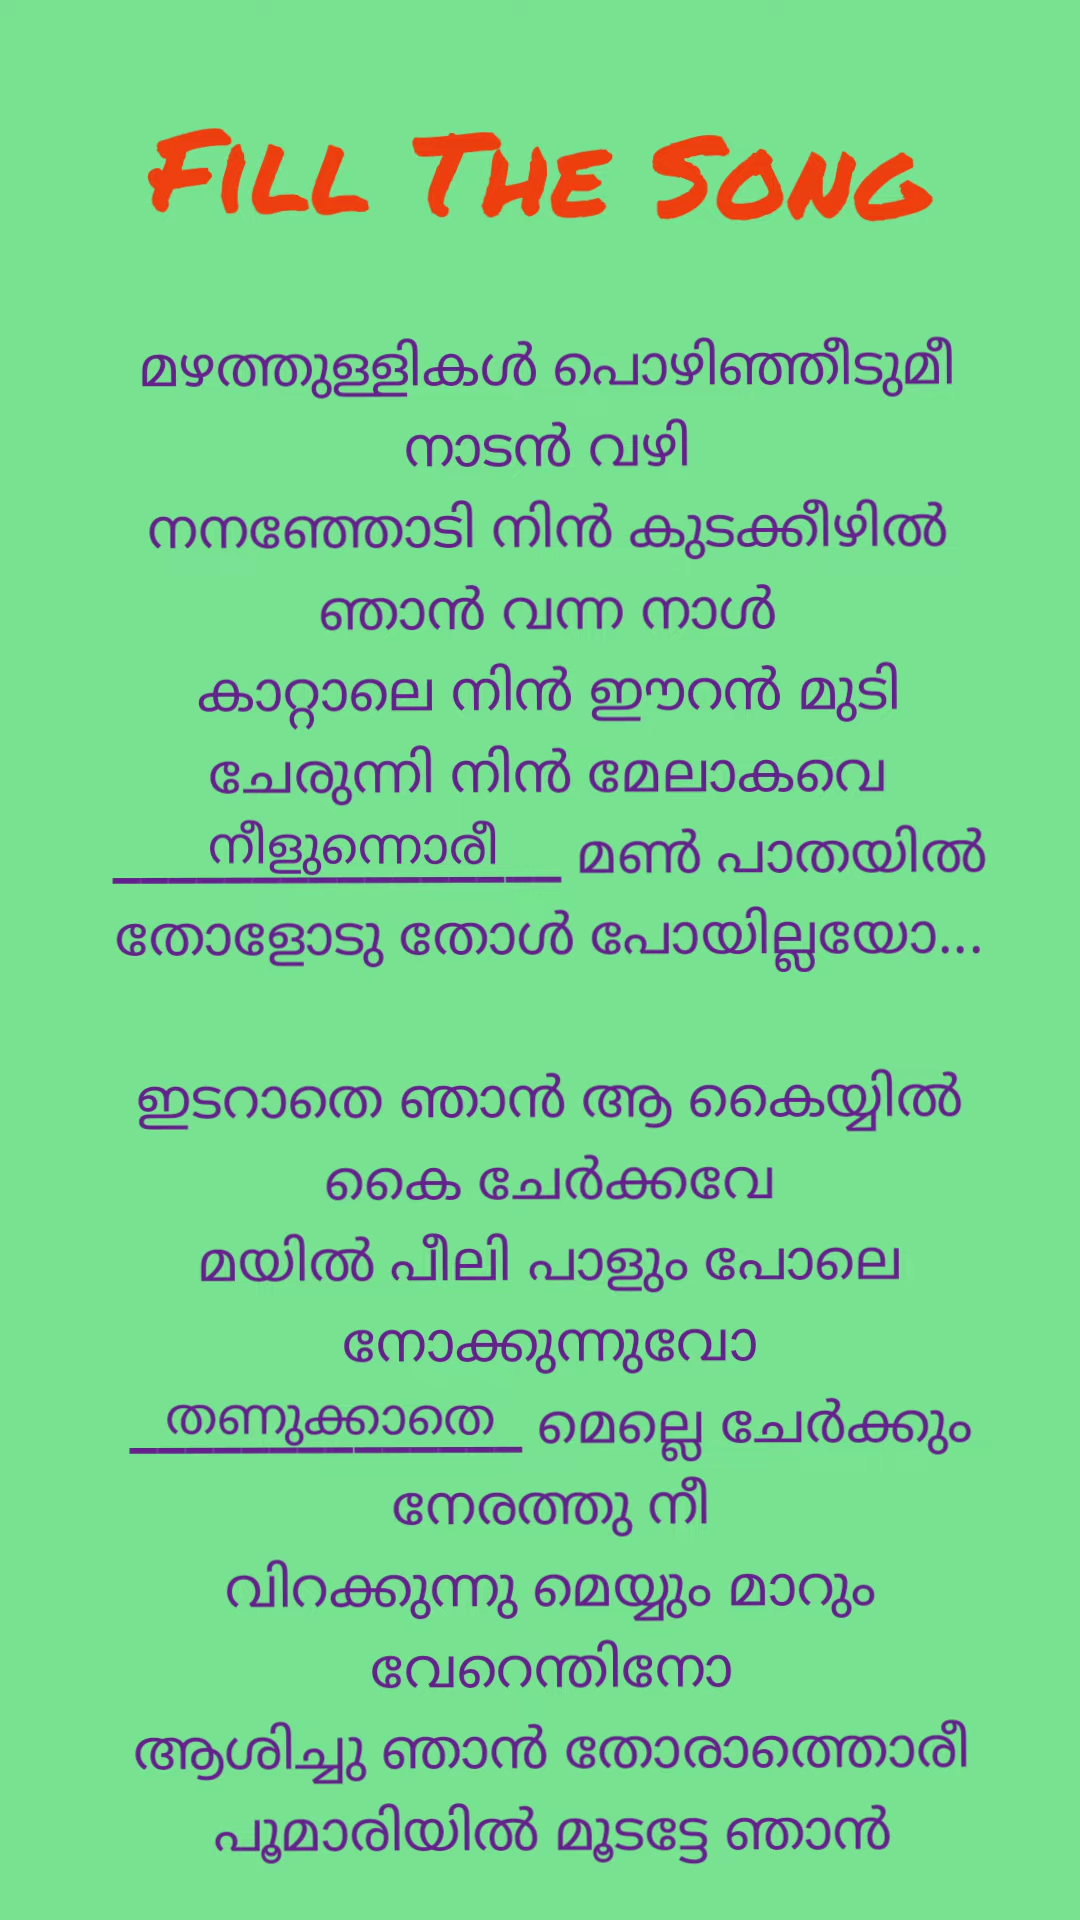 Fill The Song
മഴത്തുള്ളികൾ പൊഴിഞ്ഞീടുമീ
നാടൻ വഴി
നനഞ്ഞോടി നിൻ കുടക്കീഴിൽ
ഞാൻ വന്ന നാൾ
കാറ്റാലെ നിൻ ഈറൻ മുടി
ചേരുന്നി നിൻ മേലാകവെ
നീളുന്നൊരീ മൺ പാതയിൽ
തോളോടു തോൾ പോയില്ലയോ...
ഇടറാതെ ഞാൻ ആ കൈയ്യിൽ
കൈ ചേർക്കവേ
മയിൽ പീലി പാളും പോലെ
നോക്കുന്നുവോ
തണുക്കാതെ മെല്ലെ ചേർക്കും
നേരത്തു നീ
വിറക്കുന്നു മെയ്യും മാറും
വേറെന്തിനോ
ആശിച്ചു ഞാൻ തോരാത്തൊരീ
പൂമാരിയിൽ മൂടട്ടേ ഞാൻ